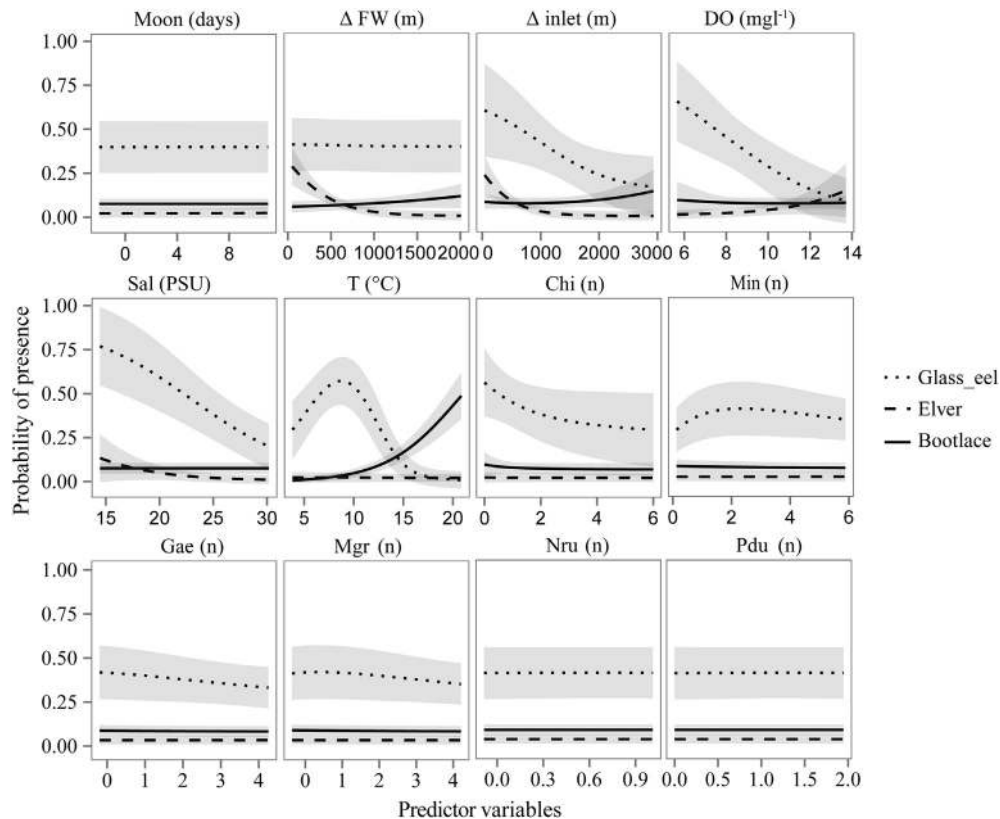 Moon (days) Δ FW (m) Δ inlet (m) DO (mgl⁻¹)
1.00
0.75
0.50
0.25
0.00
0 4 8 0 500 1000 1500 2000 0 1000 2000 3000 6 8 10 12 14
Sal (PSU) T (°C) Chi (n) Min (n)
1.00
0.75
0.50
0.25
0.00
15 20 25 30 5 10 15 20 0 2 4 6 0 2 4 6
Gae (n) Mgr (n) Nru (n) Pdu (n)
1.00
0.75
0.50
0.25
0.00
0 1 2 3 4 0 1 2 3 4 0.0 0.3 0.6 0.9 0.0 0.5 1.0 1.5 2.0
Probability of presence
Predictor variables
Glass_eel
Elver
Bootlace